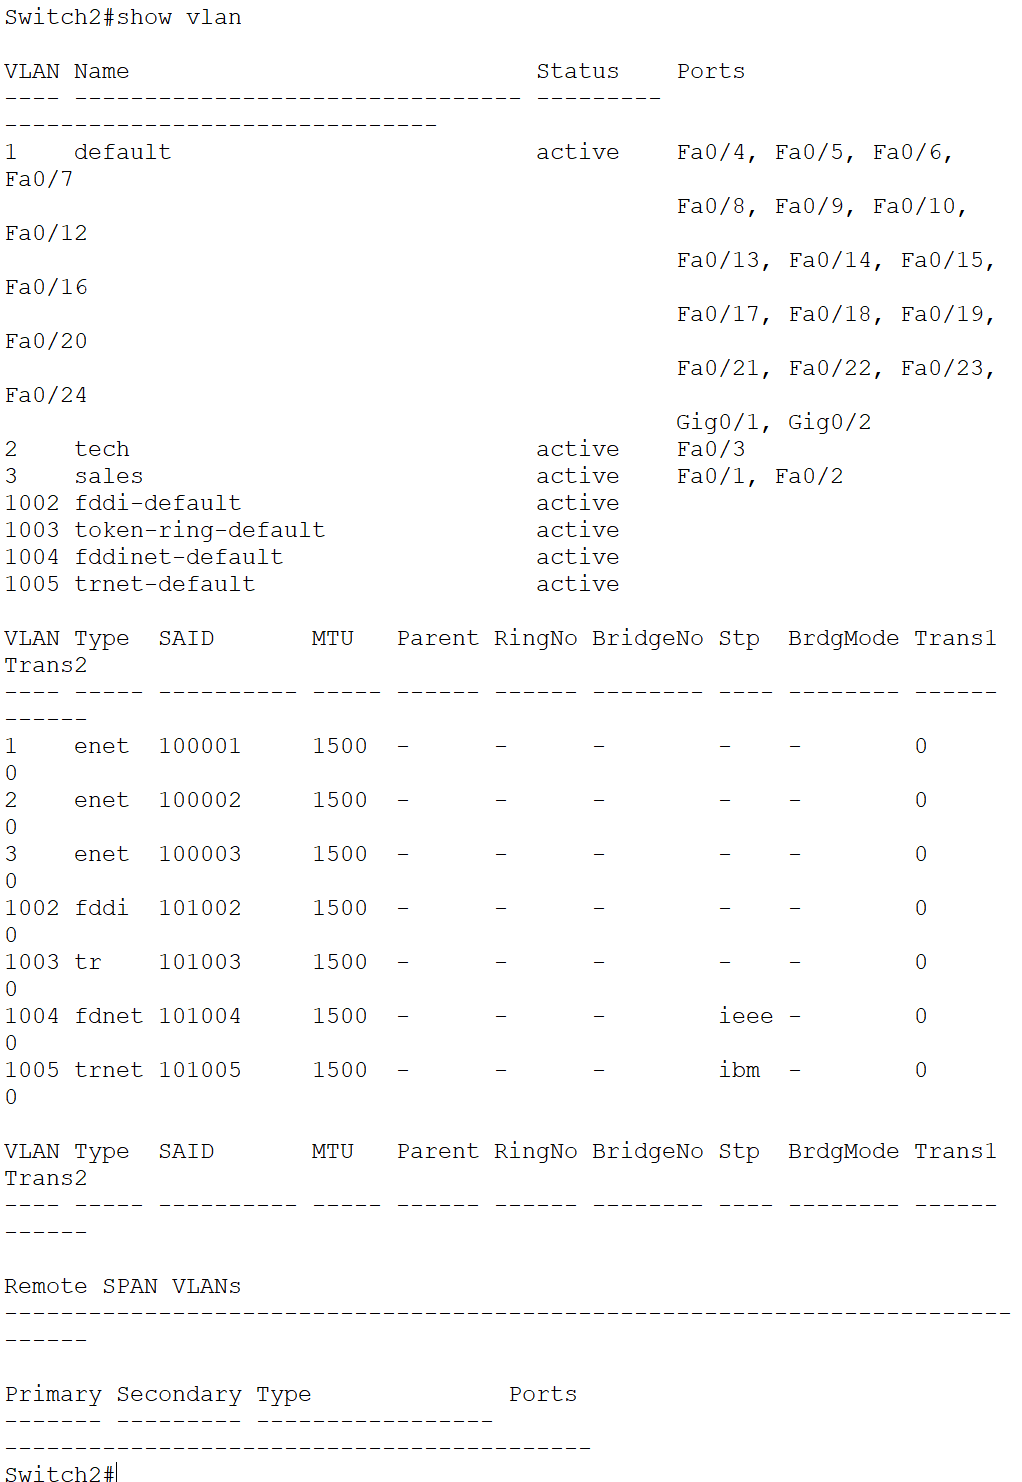 Switch2#show vlan

VLAN Name                             Status    Ports
---- -------------------------------- ---------
-------------------------------
1    default                          active    Fa0/4, Fa0/5, Fa0/6,
Fa0/7
                                                Fa0/8, Fa0/9, Fa0/10,
Fa0/12
                                                Fa0/13, Fa0/14, Fa0/15,
Fa0/16
                                                Fa0/17, Fa0/18, Fa0/19,
Fa0/20
                                                Fa0/21, Fa0/22, Fa0/23,
Fa0/24
                                                Gig0/1, Gig0/2
2    tech                             active    Fa0/3
3    sales                            active    Fa0/1, Fa0/2
1002 fddi-default                     active
1003 token-ring-default               active
1004 fddinet-default                  active
1005 trnet-default                    active

VLAN Type  SAID       MTU   Parent RingNo BridgeNo Stp  BrdgMode Trans1
Trans2
---- ----- ---------- ----- ------ ------ -------- ---- -------- ------
------
1    enet  100001     1500  -      -      -        -    -        0
0
2    enet  100002     1500  -      -      -        -    -        0
0
3    enet  100003     1500  -      -      -        -    -        0
0
1002 fddi  101002     1500  -      -      -        -    -        0
0
1003 tr    101003     1500  -      -      -        -    -        0
0
1004 fdnet 101004     1500  -      -      -        ieee -        0
0
1005 trnet 101005     1500  -      -      -        ibm  -        0
0

VLAN Type  SAID       MTU   Parent RingNo BridgeNo Stp  BrdgMode Trans1
Trans2
---- ----- ---------- ----- ------ ------ -------- ---- -------- ------
------

Remote SPAN VLANs
------------------------------------------------------------------------
------

Primary Secondary Type              Ports
------- --------- -----------------
------------------------------------------
Switch2#